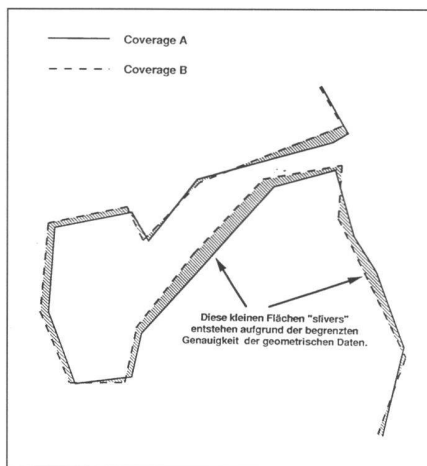 Coverage A
Coverage B
Diese kleinen Flächen "slivers"
entstehen aufgrund der begrenzten
Genauigkeit der geometrischen Daten.